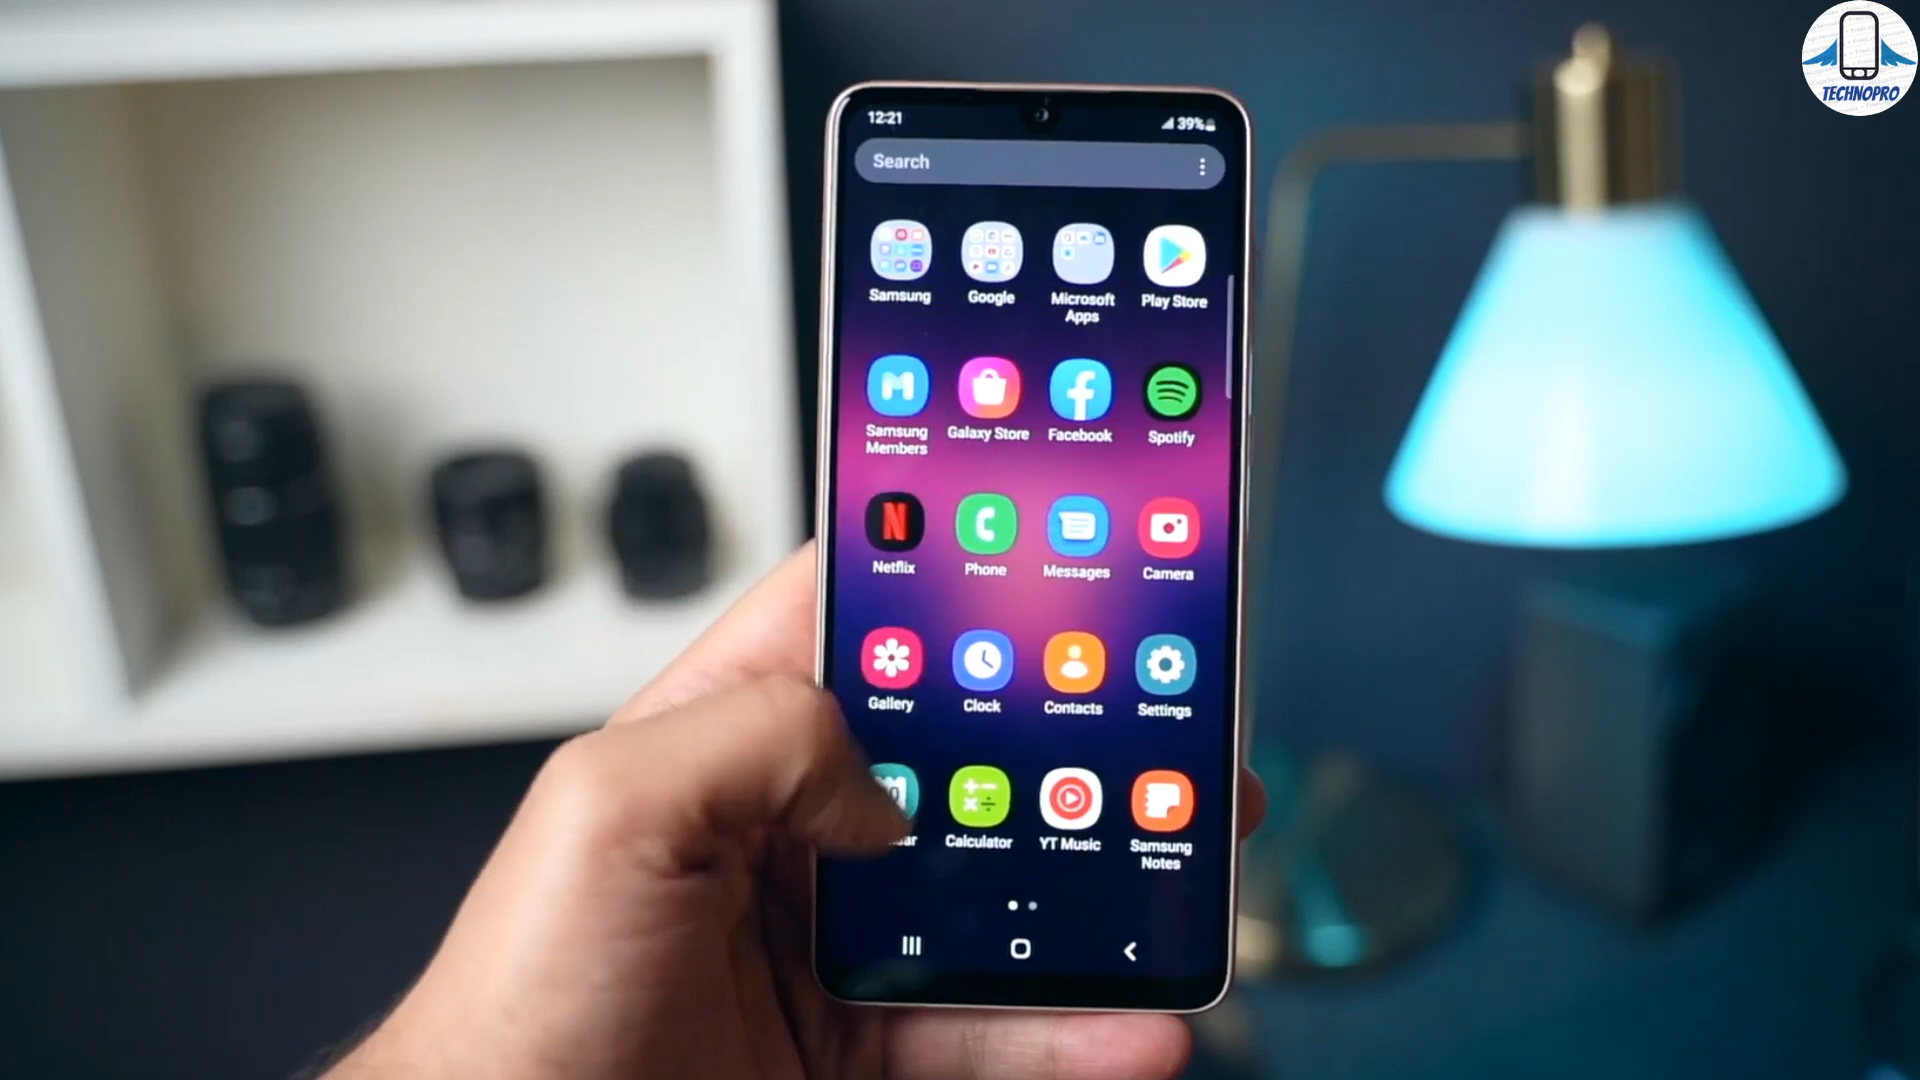 TECHNOPRO
12:21
39%
Search
Samsung
Google
Microsoft
Apps
Play Store
Samsung
Members
Galaxy Store
Facebook
Spotify
N
Netflix
Phone
Messages
Camera
Gallery
Clock
Contacts
Settings
Calculator
YT Music
Samsung
Notes